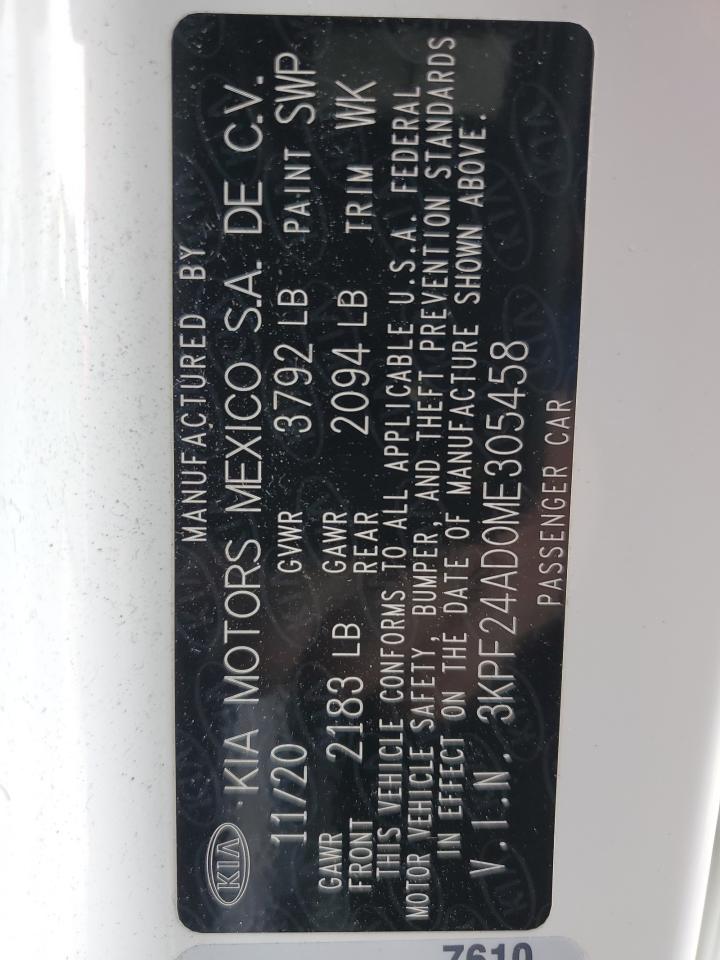 MANUFACTURED BY
KIA KIA MOTORS MEXICO S.A. DE C.V.
11/20 GVWR 3792 LB PAINT SWP
GAWR FRONT 2183 LB GAWR REAR 2094 LB TRIM WK
THIS VEHICLE CONFORMS TO ALL APPLICABLE U.S.A. FEDERAL
MOTOR VEHICLE SAFETY, BUMPER, AND THEFT PREVENTION STANDARDS
IN EFFECT ON THE DATE OF MANUFACTURE SHOWN ABOVE.
V.I.N. 3KPF24AD0ME305458
PASSENGER CAR
7610